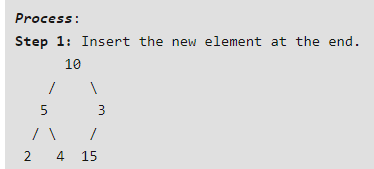 Process:
Step 1: Insert the new element at the end.
10
/ \
5 3
/ \ /
2 4 15